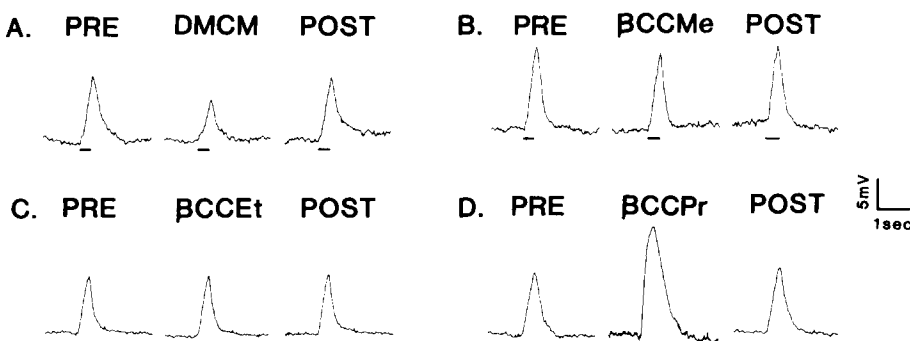 A. PRE DMCM POST
B. PRE βCCMe POST
C. PRE βCCEt POST
D. PRE βCCPr POST
5mV
1sec